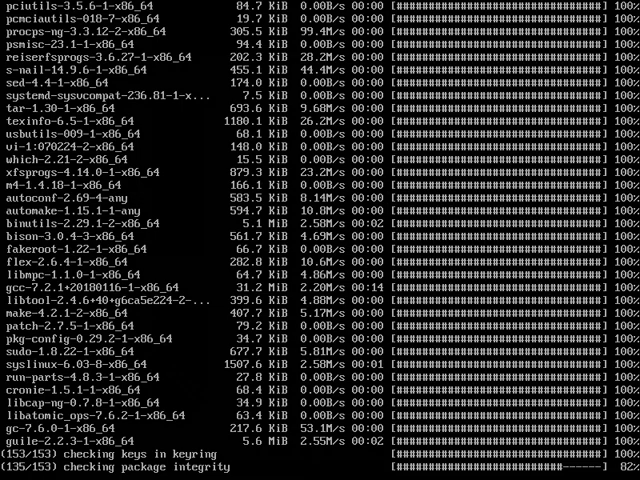 pciutils-3.5.6-1-x86_64 84.7 KiB 0.00B/s 00:00 [################################] 100%
pcmciautils-018-7-x86_64 19.7 KiB 0.00B/s 00:00 [################################] 100%
procps-ng-3.3.12-2-x86_64 305.5 KiB 99.4M/s 00:00 [################################] 100%
psmisc-23.1-1-x86_64 94.4 KiB 0.00B/s 00:00 [################################] 100%
reiserfsprogs-3.6.27-1-x86_64 202.3 KiB 28.2M/s 00:00 [################################] 100%
s-nail-14.9.6-1-x86_64 455.1 KiB 44.4M/s 00:00 [################################] 100%
sed-4.4-1-x86_64 174.0 KiB 0.00B/s 00:00 [################################] 100%
systemd-sysvcompat-236.81-1-x... 7.5 KiB 0.00B/s 00:00 [################################] 100%
tar-1.30-1-x86_64 693.6 KiB 9.68M/s 00:00 [################################] 100%
texinfo-6.5-1-x86_64 1180.1 KiB 26.2M/s 00:00 [################################] 100%
usbutils-009-1-x86_64 68.1 KiB 0.00B/s 00:00 [################################] 100%
vi-1:070224-2-x86_64 148.0 KiB 0.00B/s 00:00 [################################] 100%
which-2.21-2-x86_64 15.5 KiB 0.00B/s 00:00 [################################] 100%
xfsprogs-4.14.0-1-x86_64 879.3 KiB 23.2M/s 00:00 [################################] 100%
m4-1.4.18-1-x86_64 166.1 KiB 0.00B/s 00:00 [################################] 100%
autoconf-2.69-4-any 583.5 KiB 8.14M/s 00:00 [################################] 100%
automake-1.15.1-1-any 594.7 KiB 10.8M/s 00:00 [################################] 100%
binutils-2.29.1-2-x86_64 5.1 MiB 2.58M/s 00:02 [################################] 100%
bison-3.0.4-3-x86_64 561.7 KiB 4.69M/s 00:00 [################################] 100%
fakeroot-1.22-1-x86_64 66.7 KiB 0.00B/s 00:00 [################################] 100%
flex-2.6.4-1-x86_64 282.8 KiB 10.6M/s 00:00 [################################] 100%
libmpc-1.1.0-1-x86_64 64.7 KiB 4.86M/s 00:00 [################################] 100%
gcc-7.2.1+20180116-1-x86_64 31.2 MiB 2.20M/s 00:14 [################################] 100%
libtool-2.4.6+40+g6ca5e224-2-... 399.6 KiB 4.88M/s 00:00 [################################] 100%
make-4.2.1-2-x86_64 407.7 KiB 5.17M/s 00:00 [################################] 100%
patch-2.7.5-1-x86_64 79.2 KiB 0.00B/s 00:00 [################################] 100%
pkg-config-0.29.2-1-x86_64 34.7 KiB 0.00B/s 00:00 [################################] 100%
sudo-1.8.22-1-x86_64 677.7 KiB 5.81M/s 00:00 [################################] 100%
syslinux-6.03-8-x86_64 1507.6 KiB 2.58M/s 00:01 [################################] 100%
run-parts-4.8.3-1-x86_64 27.8 KiB 0.00B/s 00:00 [################################] 100%
cronie-1.5.1-1-x86_64 68.4 KiB 0.00B/s 00:00 [################################] 100%
libcap-ng-0.7.8-1-x86_64 34.9 KiB 0.00B/s 00:00 [################################] 100%
libatomic_ops-7.6.2-1-x86_64 63.4 KiB 0.00B/s 00:00 [################################] 100%
gc-7.6.0-1-x86_64 217.6 KiB 53.1M/s 00:00 [################################] 100%
guile-2.2.3-1-x86_64 5.6 MiB 2.55M/s 00:02 [################################] 100%
(153/153) checking keys in keyring [################################] 100%
(135/153) checking package integrity [##########################------] 82%